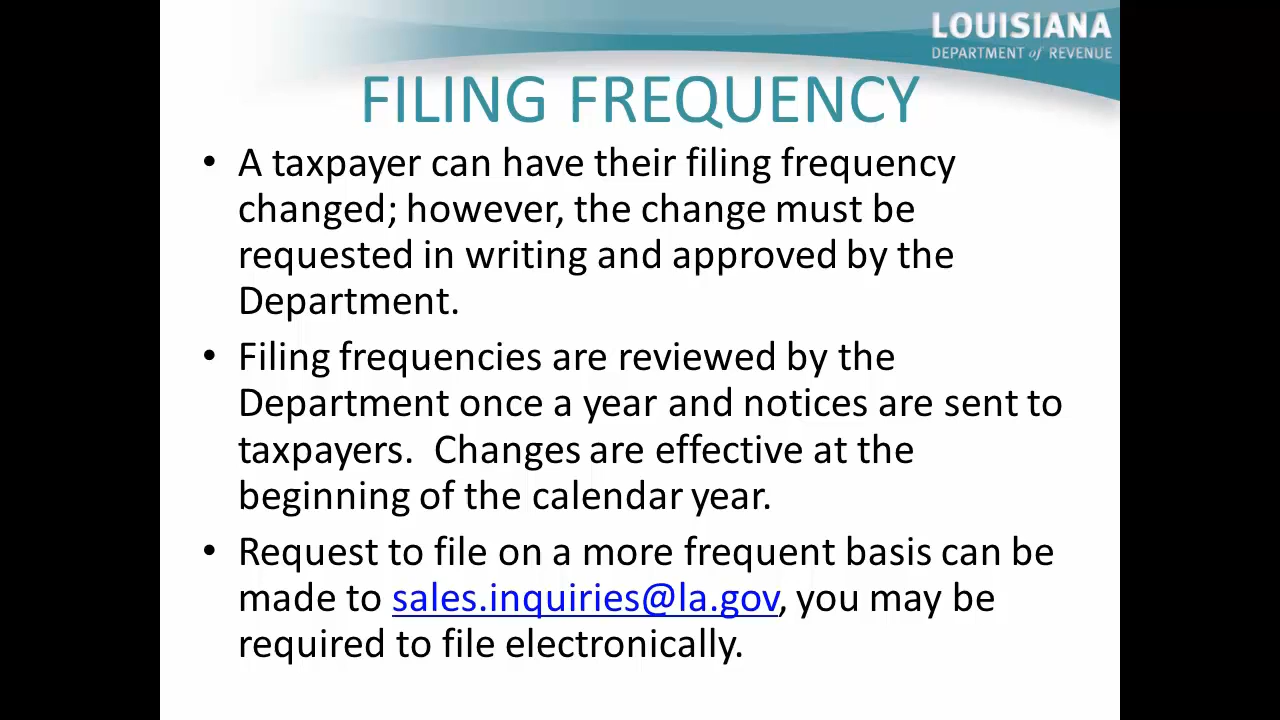 LOUISIANA
DEPARTMENT of REVENUE
FILING FREQUENCY
• A taxpayer can have their filing frequency
changed; however, the change must be
requested in writing and approved by the
Department.
• Filing frequencies are reviewed by the
Department once a year and notices are sent to
taxpayers.  Changes are effective at the
beginning of the calendar year.
• Request to file on a more frequent basis can be
made to sales.inquiries@la.gov, you may be
required to file electronically.